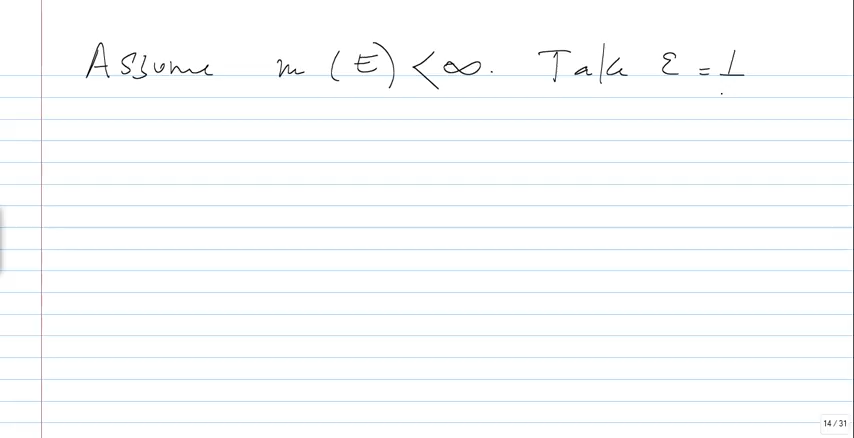 Assume m(E) < ∞. Take ε = 1
14 / 31